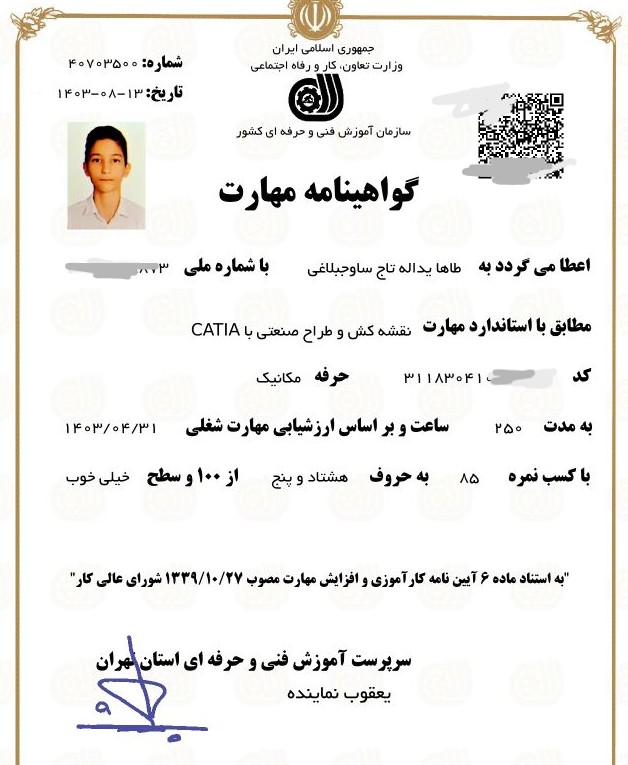 جمهوری اسلامی ایران
وزارت تعاون، کار و رفاه اجتماعی
شماره: ۴۰۷۰۳۵۰۰
تاریخ: ۱۴۰۳-۰۸-۱۳
سازمان آموزش فنی و حرفه ای کشور
گواهینامه مهارت
اعطا می گردد به طاها یداله تاج ساوجبلاغی با شماره ملی ۸۷۳
مطابق با استاندارد مهارت نقشه کش و طراح صنعتی با CATIA
کد ۳۱۱۸۳۰۴۱۰ حرفه مکانیک
به مدت ۲۵۰ ساعت و بر اساس ارزشیابی مهارت شغلی ۱۴۰۳/۰۴/۳۱
با کسب نمره ۸۵ به حروف هشتاد و پنج از ۱۰۰ و سطح خیلی خوب
"به استناد ماده ۶ آیین نامه کارآموزی و افزایش مهارت مصوب ۱۳۳۹/۱۰/۲۷ شورای عالی کار"
سرپرست آموزش فنی و حرفه ای استان تهران
یعقوب نماینده